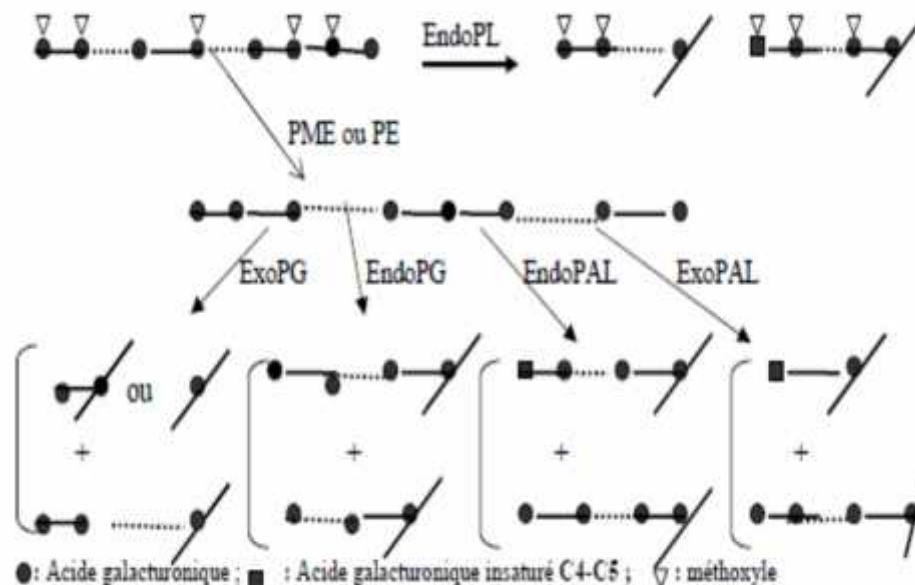 EndoPL
PME ou PE
ExoPG
EndoPG
EndoPAL
ExoPAL
ou
+
+
+
+
: Acide galacturonique ; : Acide galacturonique insaturé C4-C5 ; : méthoxyle